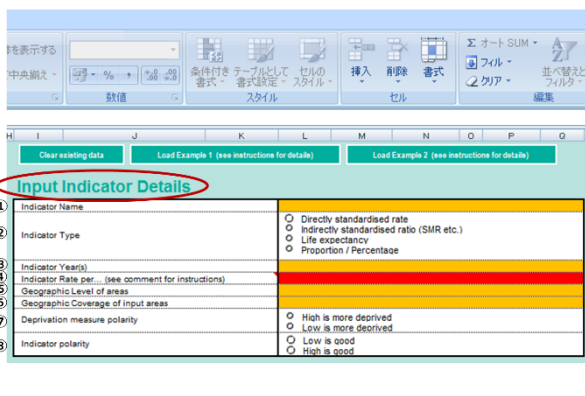 を表示する
中央揃え
% ,
条件付き テーブルとして セルの
書式 書式設定 スタイル
挿入 削除 書式
Σ オート SUM
フィル
クリア
並べ替えと
フィルタ
数値 スタイル セル 編集
H I J K L M N O P Q
Clear existing data Load Example 1 (see instructions for details) Load Example 2 (see instructions for details)
Input Indicator Details
① Indicator Name
② Indicator Type
Directly standardised rate
Indirectly standardised ratio (SMR etc.)
Life expectancy
Proportion / Percentage
③ Indicator Year(s)
④ Indicator Rate per... (see comment for instructions)
⑤ Geographic Level of areas
⑥ Geographic Coverage of input areas
⑦ Deprivation measure polarity
High is more deprived
Low is more deprived
⑧ Indicator polarity
Low is good
High is good